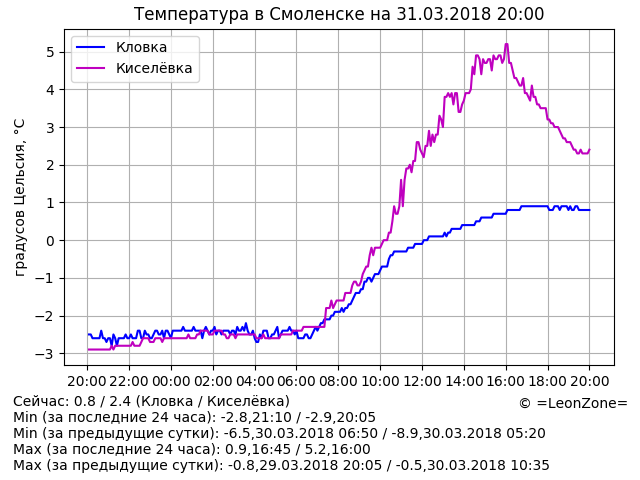 Температура в Смоленске на 31.03.2018 20:00
Кловка
Киселёвка
градусов Цельсия, °C
5
4
3
2
1
0
−1
−2
−3
20:00 22:00 00:00 02:00 04:00 06:00 08:00 10:00 12:00 14:00 16:00 18:00 20:00
Сейчас: 0.8 / 2.4 (Кловка / Киселёвка)
© =LeonZone=
Min (за последние 24 часа): -2.8,21:10 / -2.9,20:05
Min (за предыдущие сутки): -6.5,30.03.2018 06:50 / -8.9,30.03.2018 05:20
Max (за последние 24 часа): 0.9,16:45 / 5.2,16:00
Max (за предыдущие сутки): -0.8,29.03.2018 20:05 / -0.5,30.03.2018 10:35